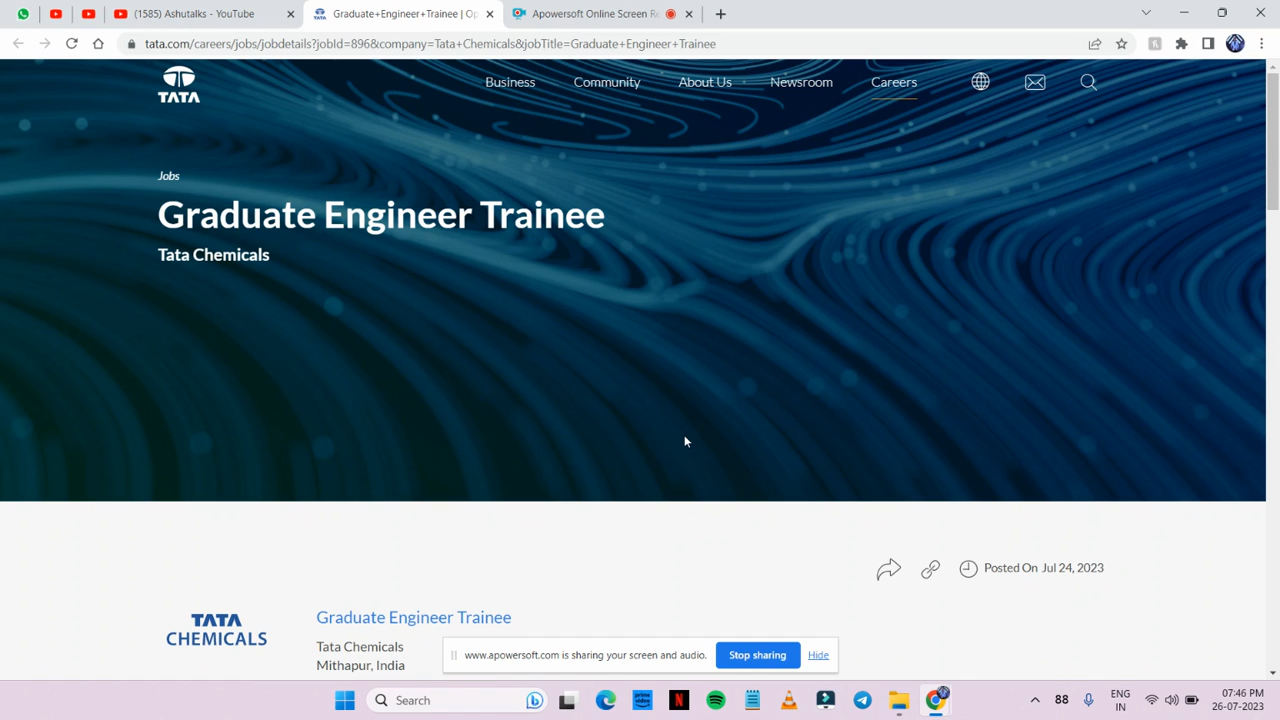 (1585) Ashutalks - YouTube
Graduate+Engineer+Trainee | Op
Apowersoft Online Screen Re
tata.com/careers/jobs/jobdetails?jobId=896&company=Tata+Chemicals&jobTitle=Graduate+Engineer+Trainee
TATA
Business
Community
About Us
Newsroom
Careers
Jobs
Graduate Engineer Trainee
Tata Chemicals
Posted On Jul 24, 2023
TATA
CHEMICALS
Graduate Engineer Trainee
Tata Chemicals
Mithapur, India
www.apowersoft.com is sharing your screen and audio.
Stop sharing
Hide
Search
88
ENG
IN
07:46 PM
26-07-2023